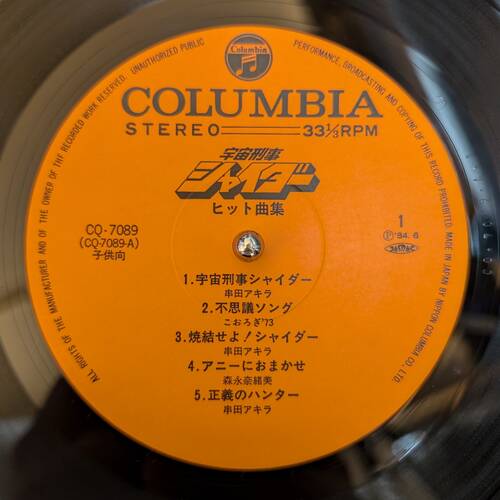 ALL RIGHTS OF THE MANUFACTURER AND OF THE OWNER OF THE RECORDED WORK RESERVED. UNAUTHORIZED PUBLIC PERFORMANCE, BROADCASTING AND COPYING OF THIS RECORD PROHIBITED. MADE IN JAPAN BY NIPPON COLUMBIA CO., LTD.
Columbia
COLUMBIA
STEREO 33⅓RPM
宇宙刑事
シャイダー
ヒット曲集
CQ-7089
(CQ-7089-A)
子供向
1
Ⓟ'84. 6
1.宇宙刑事シャイダー
串田アキラ
2.不思議ソング
こおろぎ'73
3.焼結せよ!シャイダー
串田アキラ
4.アニーにおまかせ
森永奈緒美
5.正義のハンター
串田アキラ